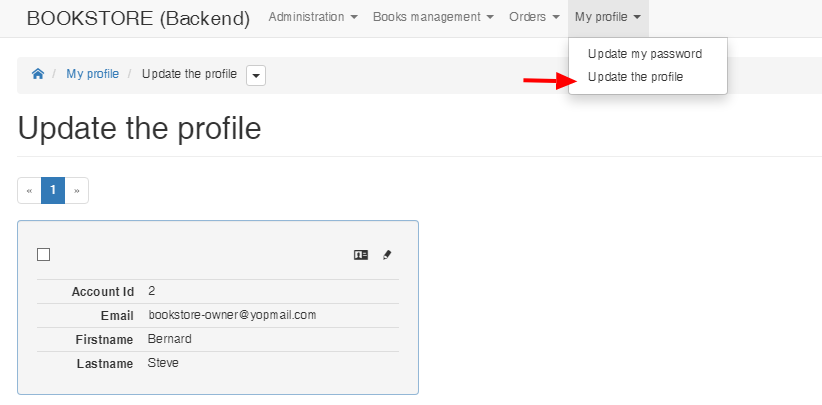 BOOKSTORE (Backend) Administration Books management Orders My profile
Update my password
Update the profile
/ My profile / Update the profile
Update the profile
« 1 »
Account Id 2
Email bookstore-owner@yopmail.com
Firstname Bernard
Lastname Steve